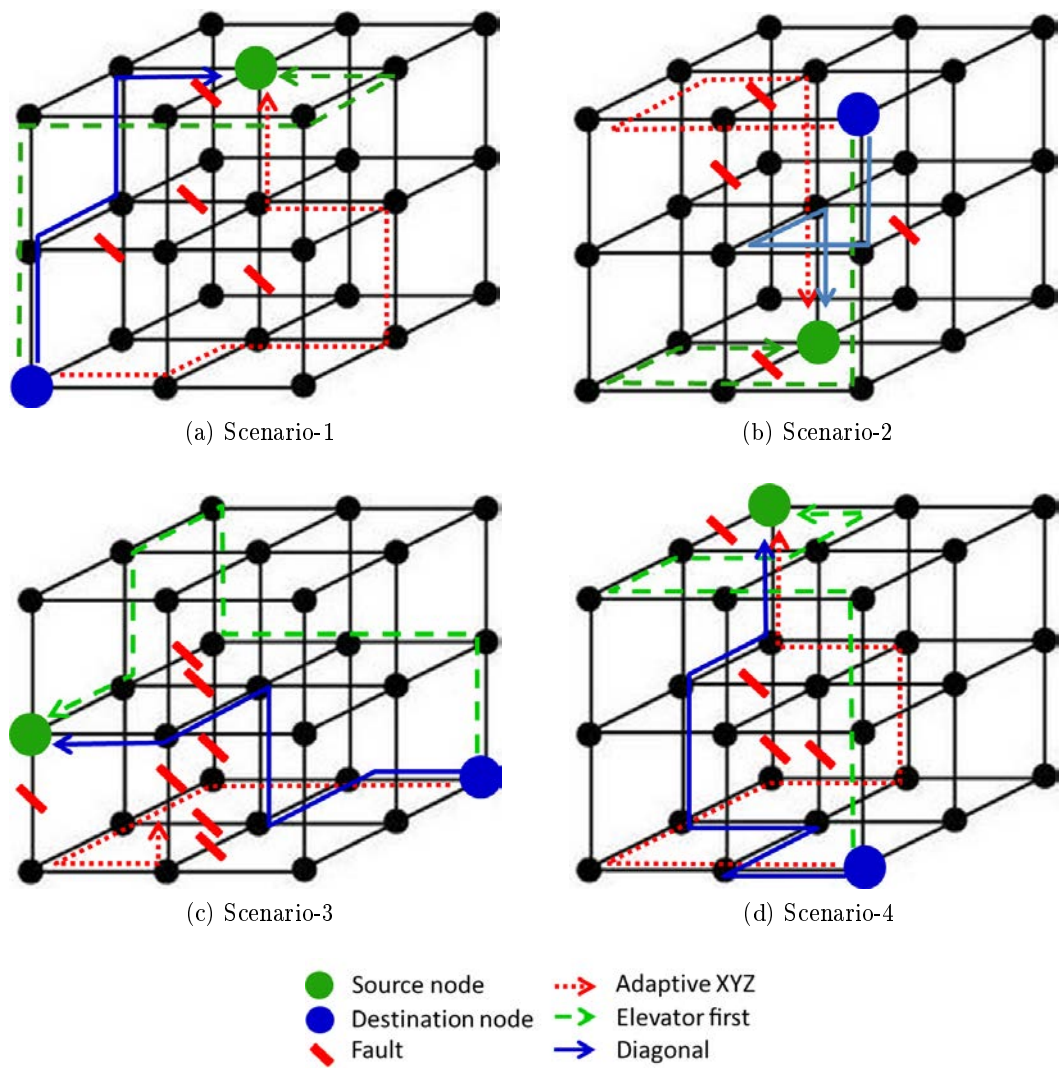 (a) Scenario-1
(b) Scenario-2
(c) Scenario-3
(d) Scenario-4
Source node
Adaptive XYZ
Destination node
Elevator first
Fault
Diagonal